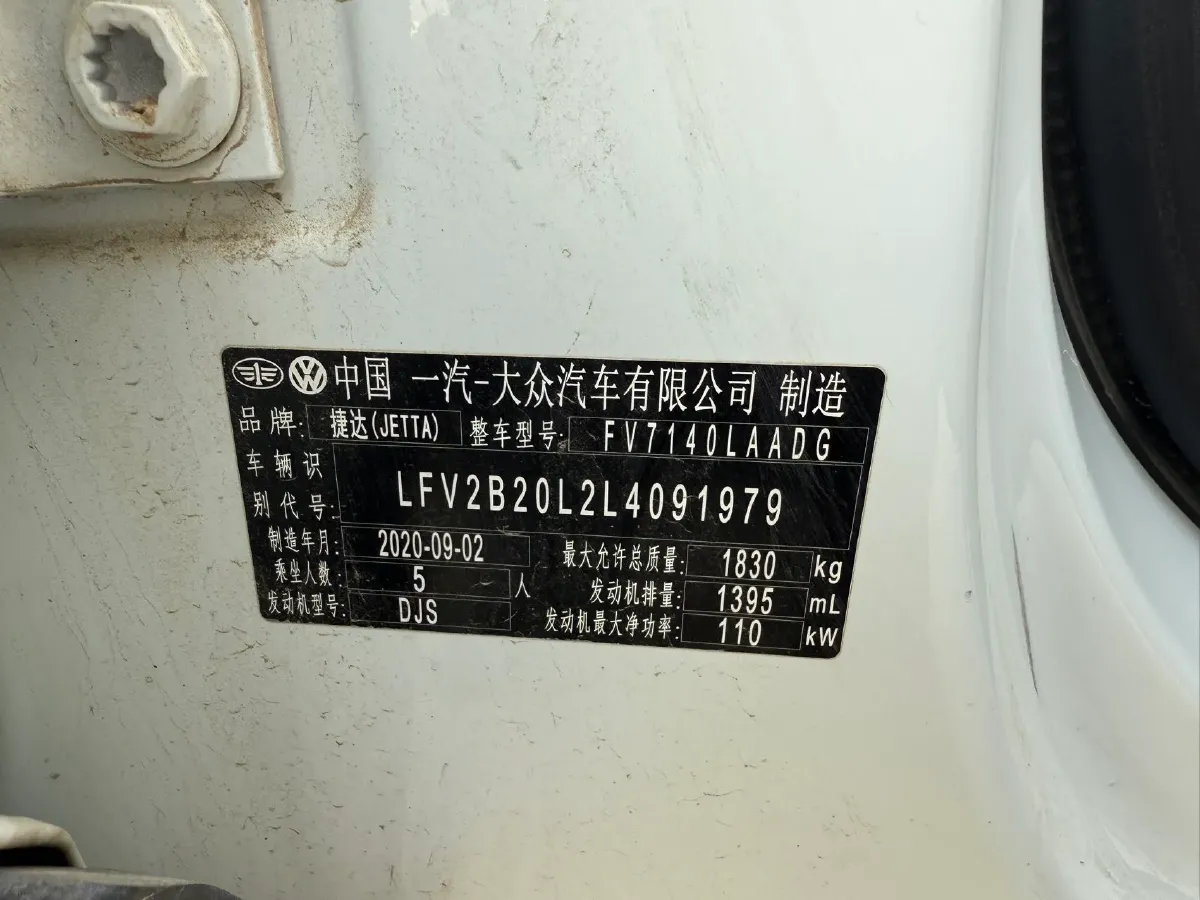 中国 一汽-大众汽车有限公司 制造
品牌: 捷达(JETTA) 整车型号: FV7140LAADG
车辆识别代号: LFV2B20L2L4091979
制造年月: 2020-09-02 最大允许总质量: 1830 kg
乘坐人数: 5 人 发动机排量: 1395 mL
发动机型号: DJS 发动机最大净功率: 110 kW